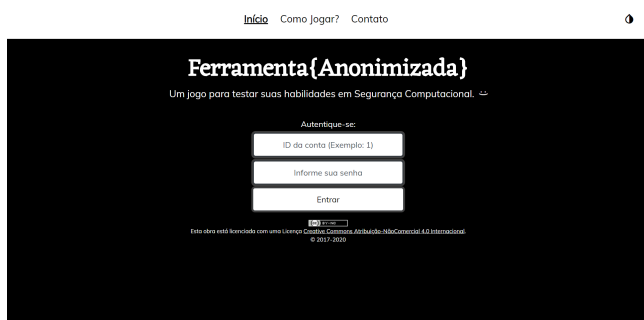 Início Como Jogar? Contato
Ferramenta{Anonimizada}
Um jogo para testar suas habilidades em Segurança Computacional.
Autentique-se:
ID da conta (Exemplo: 1)
Informe sua senha
Entrar
Esta obra está licenciada com uma Licença Creative Commons Atribuição-NãoComercial 4.0 Internacional.
© 2017-2020